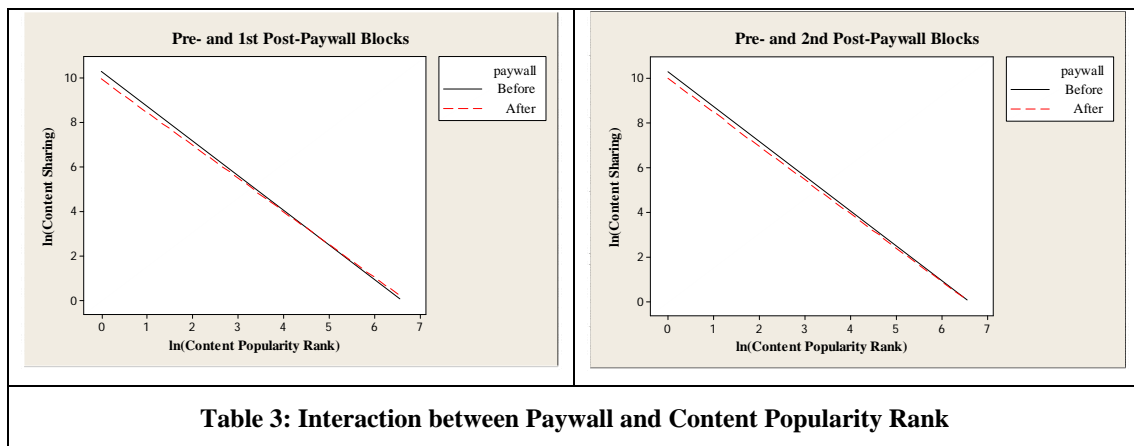 Pre- and 1st Post-Paywall Blocks
paywall
Before
After
ln(Content Sharing)
10
8
6
4
2
0
0 1 2 3 4 5 6 7
ln(Content Popularity Rank)
Pre- and 2nd Post-Paywall Blocks
paywall
Before
After
ln(Content Sharing)
10
8
6
4
2
0
0 1 2 3 4 5 6 7
ln(Content Popularity Rank)
Table 3: Interaction between Paywall and Content Popularity Rank